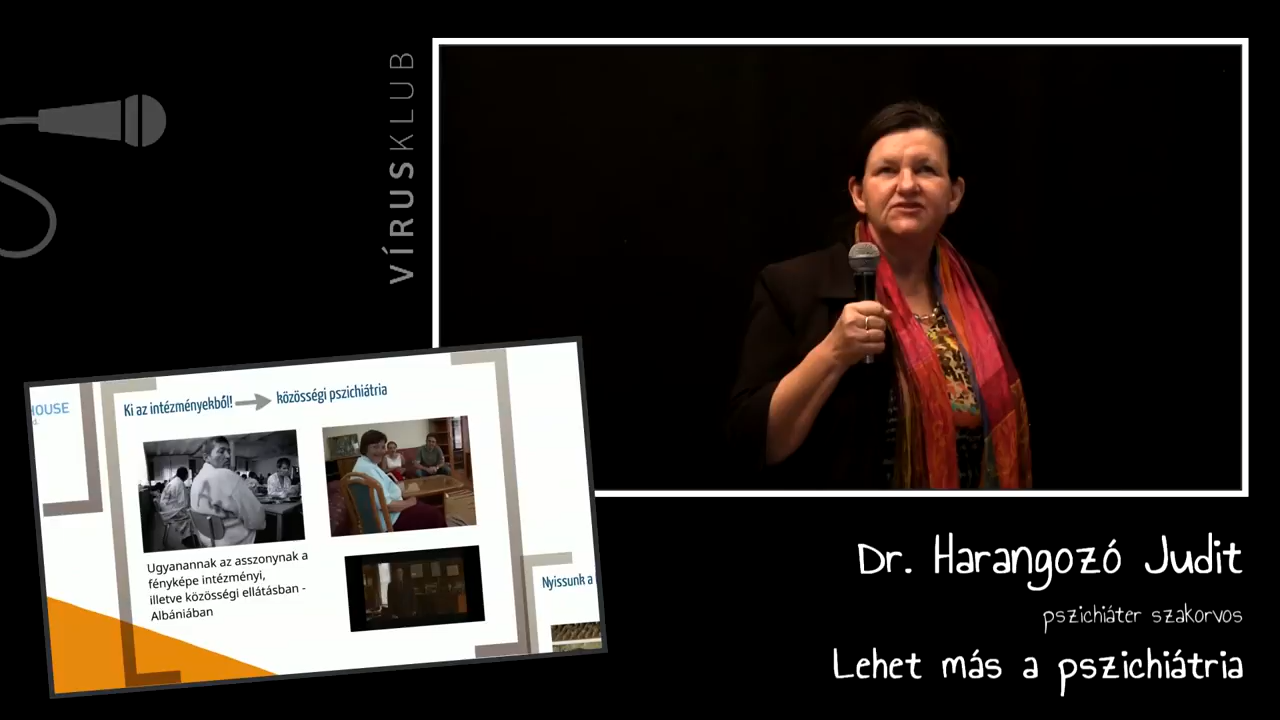 VÍRUSKLUB
HOUSE
Ki az intézményekből!
közösségi pszichiátria
Ugyanannak az asszonynak a
fényképe intézményi,
illetve közösségi ellátásban -
Albániában
Nyissunk a
Dr. Harangozó Judit
pszichiáter szakorvos
Lehet más a pszichiátria